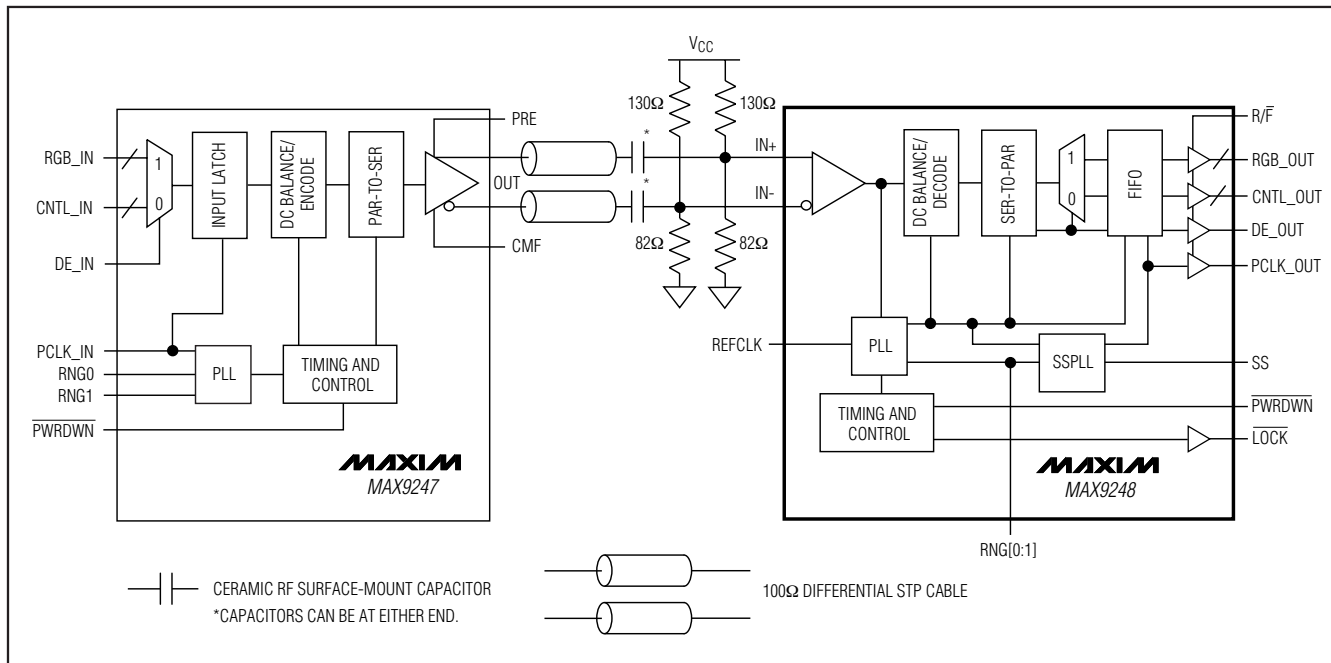 VCC
130Ω
130Ω
PRE
RGB_IN
1
INPUT LATCH
DC BALANCE/
ENCODE
PAR-TO-SER
OUT
*
*
CNTL_IN
0
DE_IN
CMF
82Ω
82Ω
PCLK_IN
RNG0
RNG1
PLL
TIMING AND
CONTROL
PWRDWN
MAXIM
MAX9247
IN+
IN-
DC BALANCE/
DECODE
SER-TO-PAR
1
0
FIFO
R/F
RGB_OUT
CNTL_OUT
DE_OUT
PCLK_OUT
REFCLK
PLL
SSPLL
SS
TIMING AND
CONTROL
PWRDWN
LOCK
MAXIM
MAX9248
RNG[0:1]
CERAMIC RF SURFACE-MOUNT CAPACITOR
*CAPACITORS CAN BE AT EITHER END.
100Ω DIFFERENTIAL STP CABLE